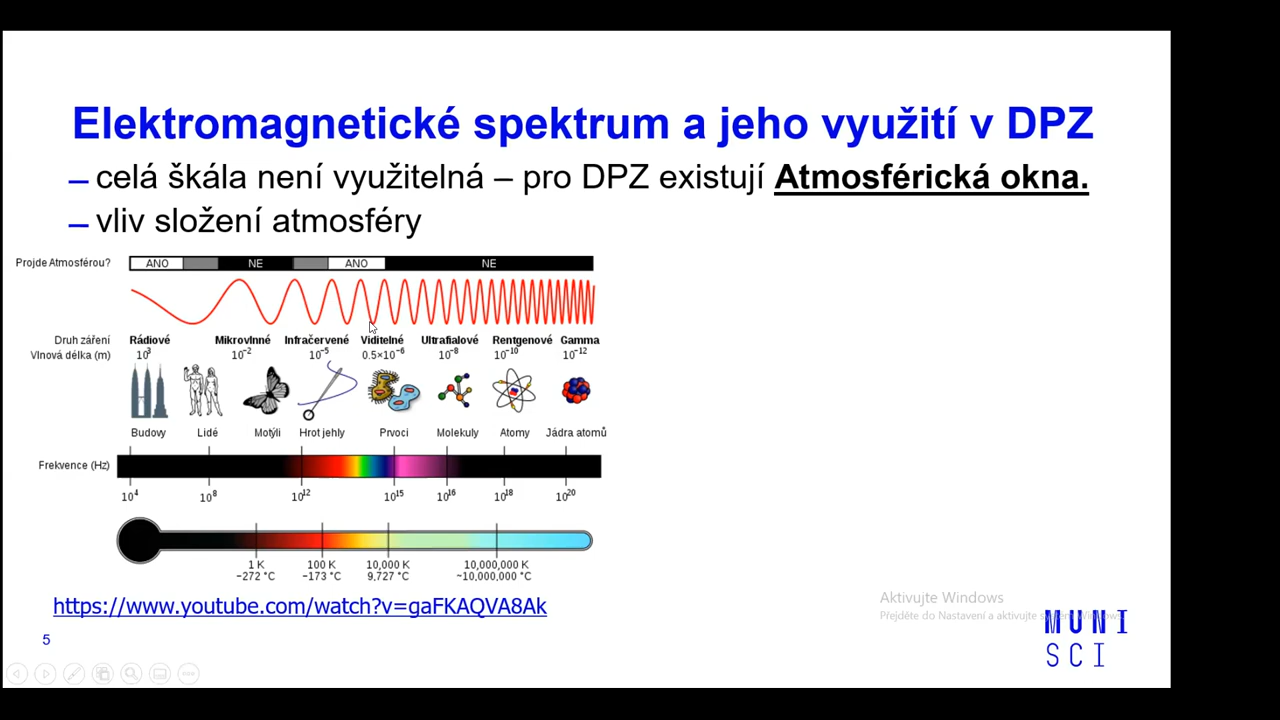 Elektromagnetické spektrum a jeho využití v DPZ
– celá škála není využitelná – pro DPZ existují Atmosférická okna.
– vliv složení atmosféry
Projde Atmosférou? ANO NE ANO NE
Druh záření Rádiové Mikrovlnné Infračervené Viditelné Ultrafialové Rentgenové Gamma
Vlnová délka (m) 10³ 10⁻² 10⁻⁵ 0.5×10⁻⁶ 10⁻⁸ 10⁻¹⁰ 10⁻¹²
Budovy Lidé Motýli Hrot jehly Prvoci Molekuly Atomy Jádra atomů
Frekvence (Hz)
10⁴ 10⁸ 10¹² 10¹⁵ 10¹⁶ 10¹⁸ 10²⁰
1 K 100 K 10,000 K 10,000,000 K
−272 °C −173 °C 9,727 °C ~10,000,000 °C
https://www.youtube.com/watch?v=gaFKAQVA8Ak
Aktivujte Windows
Přejděte do Nastavení a aktivujte systém Windows.
5
MUNI
SCI